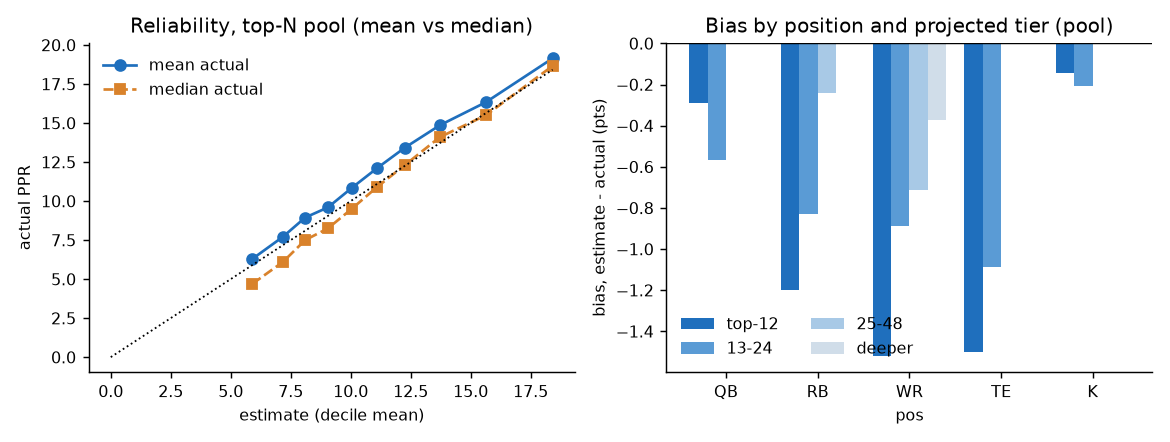 Reliability, top-N pool (mean vs median)
20.0
17.5
15.0
12.5
10.0
7.5
5.0
2.5
0.0
actual PPR
mean actual
median actual
0.0 2.5 5.0 7.5 10.0 12.5 15.0 17.5
estimate (decile mean)
Bias by position and projected tier (pool)
0.0
−0.2
−0.4
−0.6
−0.8
−1.0
−1.2
−1.4
bias, estimate - actual (pts)
top-12 25-48
13-24 deeper
QB RB WR TE K
pos